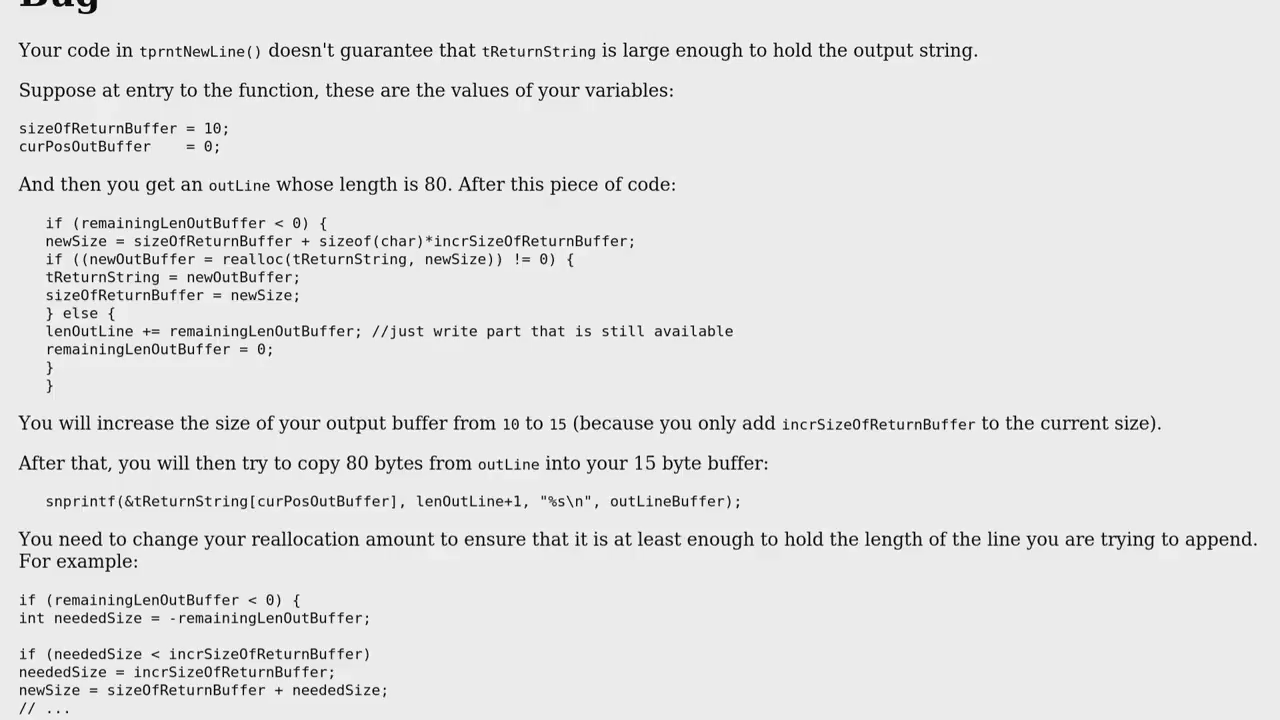 Bug
Your code in tprntNewLine() doesn't guarantee that tReturnString is large enough to hold the output string.
Suppose at entry to the function, these are the values of your variables:
sizeOfReturnBuffer = 10;
curPosOutBuffer    = 0;
And then you get an outLine whose length is 80. After this piece of code:
if (remainingLenOutBuffer < 0) {
newSize = sizeOfReturnBuffer + sizeof(char)*incrSizeOfReturnBuffer;
if ((newOutBuffer = realloc(tReturnString, newSize)) != 0) {
tReturnString = newOutBuffer;
sizeOfReturnBuffer = newSize;
} else {
lenOutLine += remainingLenOutBuffer; //just write part that is still available
remainingLenOutBuffer = 0;
}
}
You will increase the size of your output buffer from 10 to 15 (because you only add incrSizeOfReturnBuffer to the current size).
After that, you will then try to copy 80 bytes from outLine into your 15 byte buffer:
snprintf(&tReturnString[curPosOutBuffer], lenOutLine+1, "%s\n", outLineBuffer);
You need to change your reallocation amount to ensure that it is at least enough to hold the length of the line you are trying to append.
For example:
if (remainingLenOutBuffer < 0) {
int neededSize = -remainingLenOutBuffer;
if (neededSize < incrSizeOfReturnBuffer)
neededSize = incrSizeOfReturnBuffer;
newSize = sizeOfReturnBuffer + neededSize;
// ...